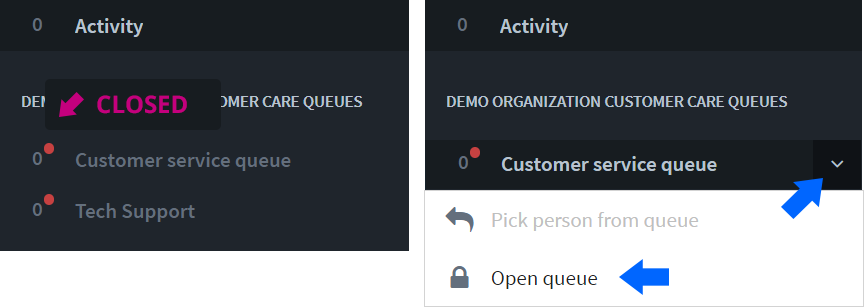 0 Activity
DEM
CLOSED
OMER CARE QUEUES
0 Customer service queue
0 Tech Support
0 Activity
DEMO ORGANIZATION CUSTOMER CARE QUEUES
0 Customer service queue
Pick person from queue
Open queue